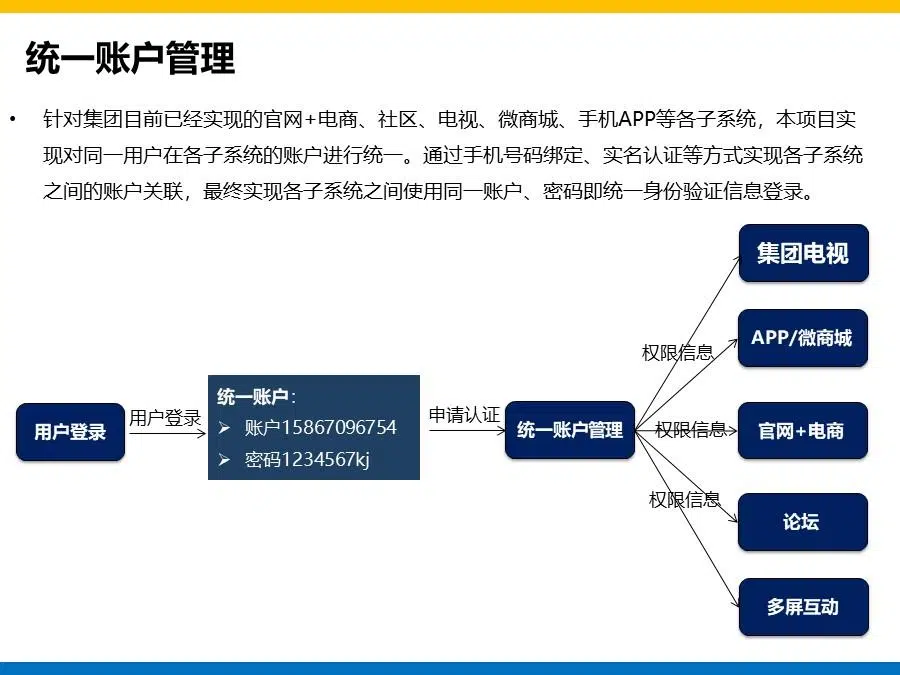 统一账户管理
• 针对集团目前已经实现的官网+电商、社区、电视、微商城、手机APP等各子系统，本项目实
现对同一用户在各子系统的账户进行统一。通过手机号码绑定、实名认证等方式实现各子系统
之间的账户关联，最终实现各子系统之间使用同一账户、密码即统一身份验证信息登录。
集团电视
APP/微商城
权限信息
用户登录
用户登录
统一账户：
➢ 账户15867096754
➢ 密码1234567kj
申请认证
统一账户管理
权限信息
官网+电商
权限信息
论坛
多屏互动